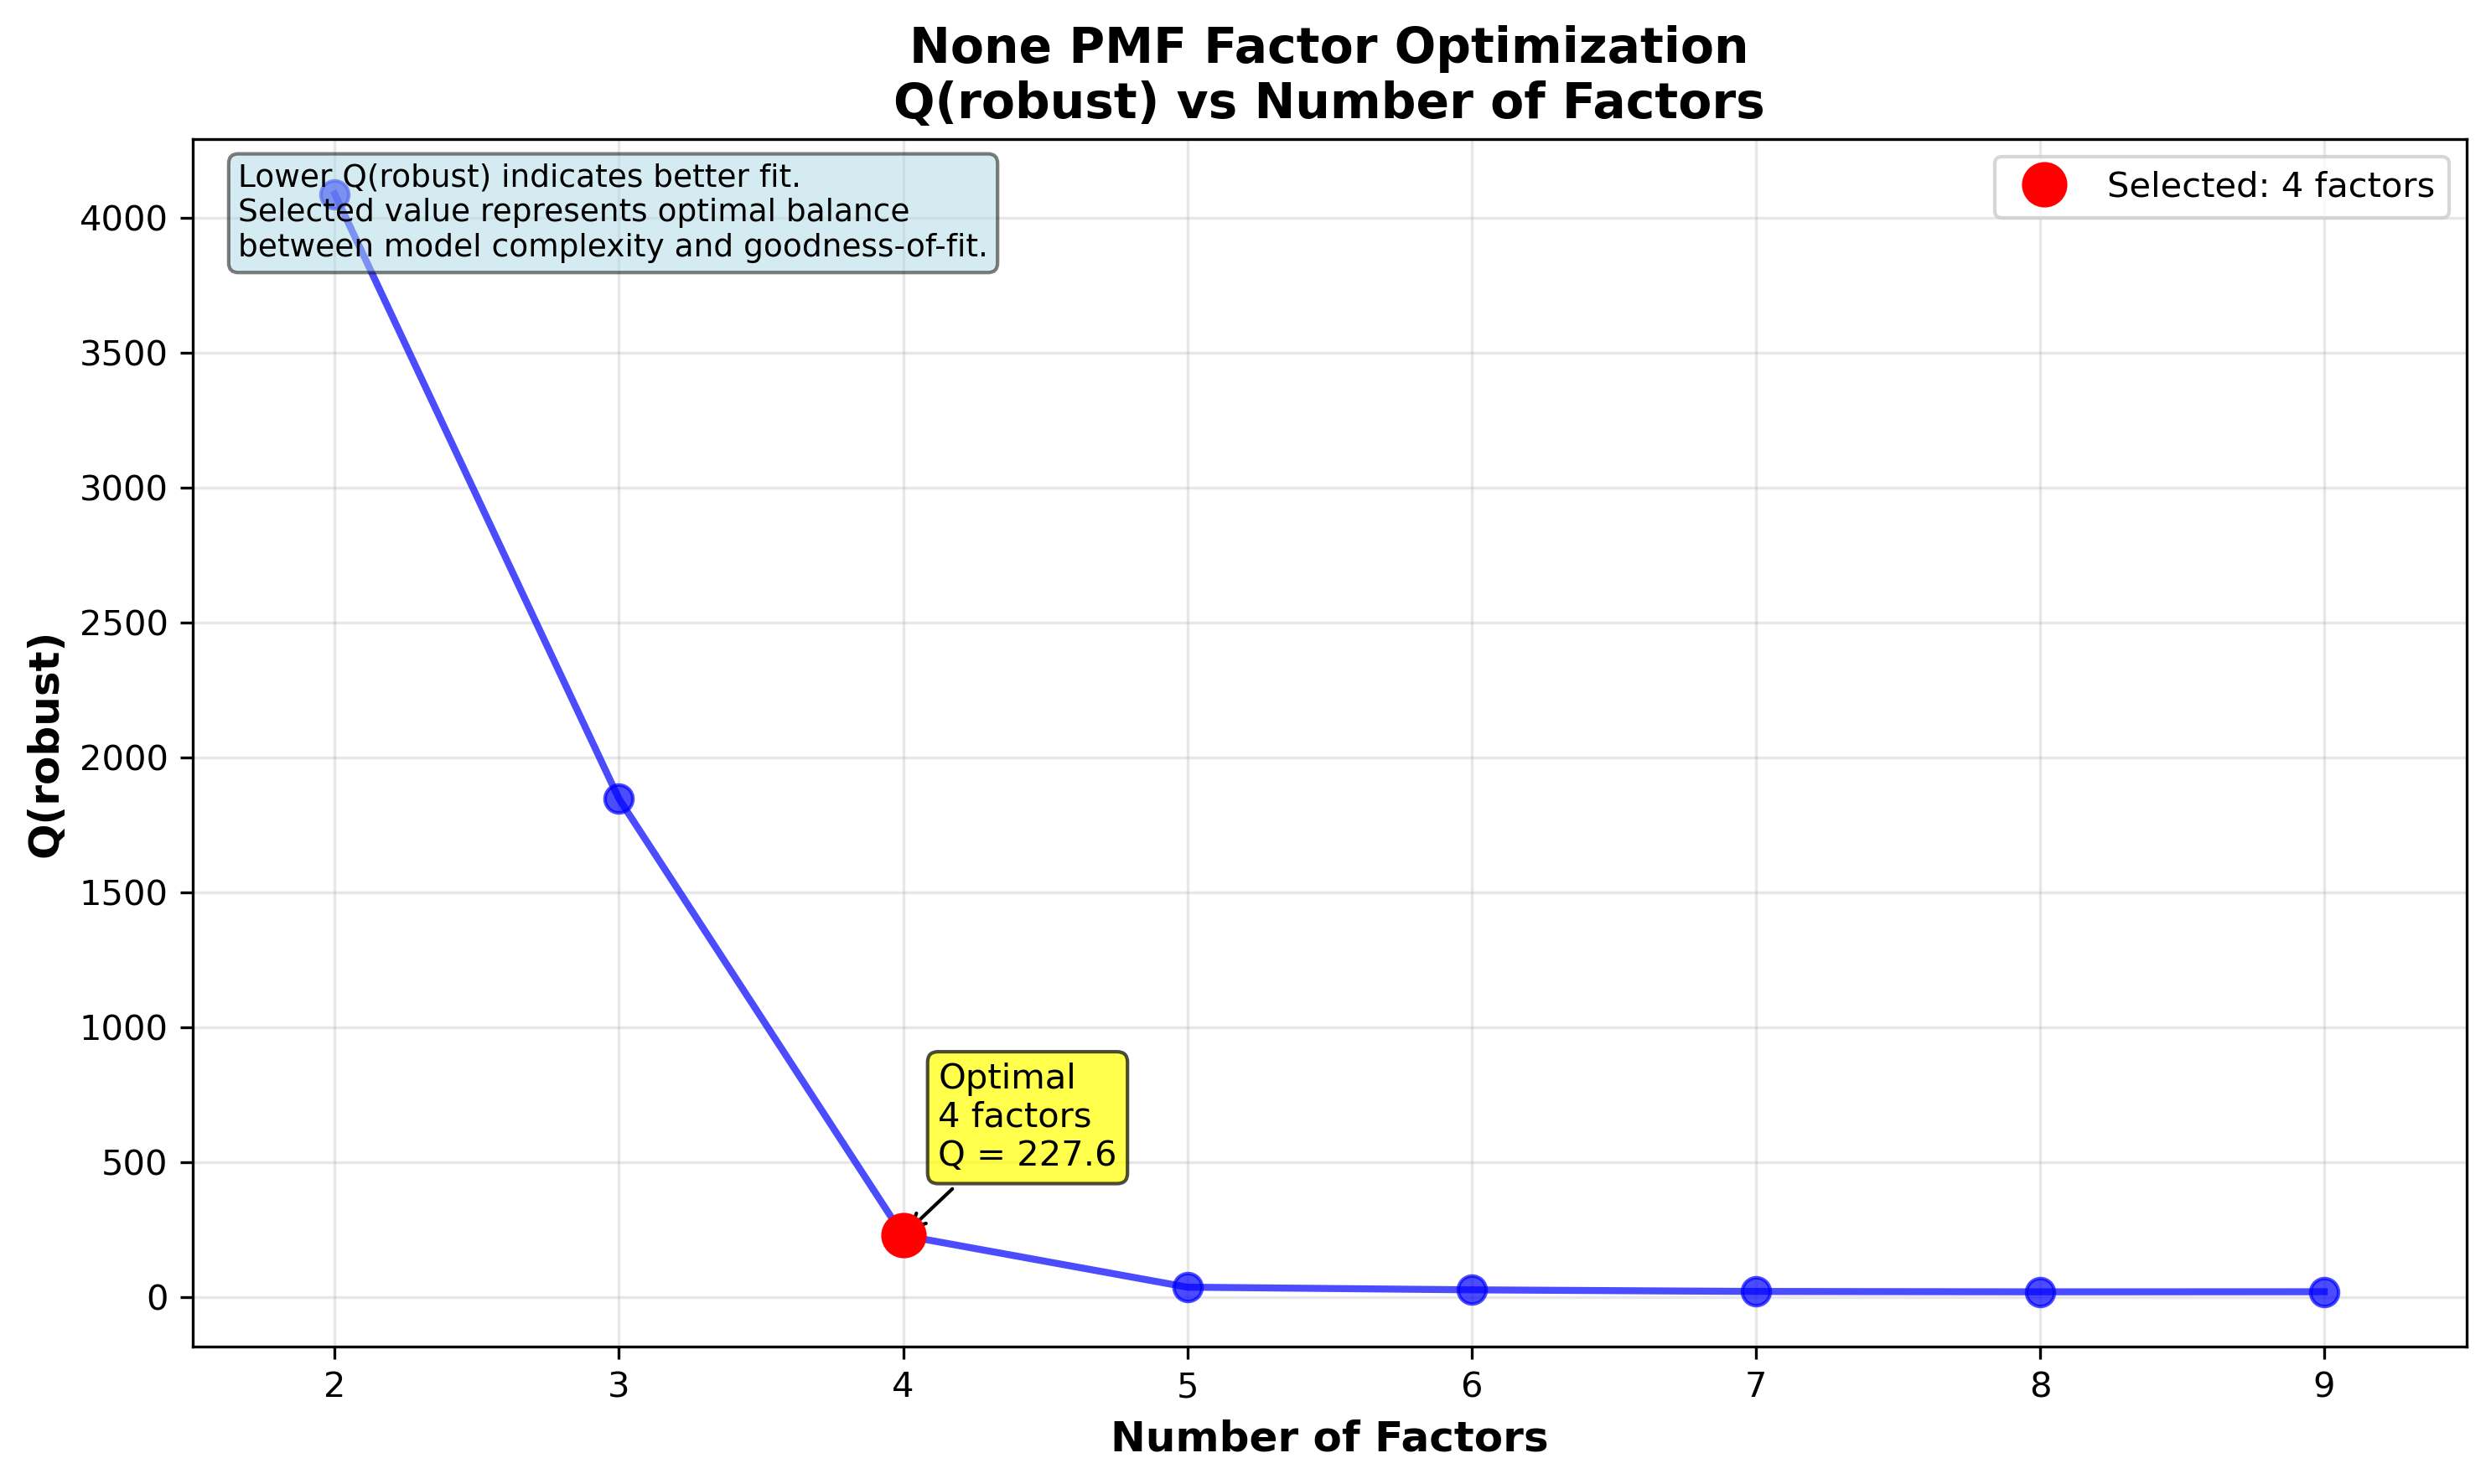 None PMF Factor Optimization
Q(robust) vs Number of Factors
Lower Q(robust) indicates better fit.
Selected value represents optimal balance
between model complexity and goodness-of-fit.
Selected: 4 factors
4000
3500
3000
2500
2000
1500
1000
500
0
Q(robust)
Optimal
4 factors
Q = 227.6
2
3
4
5
6
7
8
9
Number of Factors